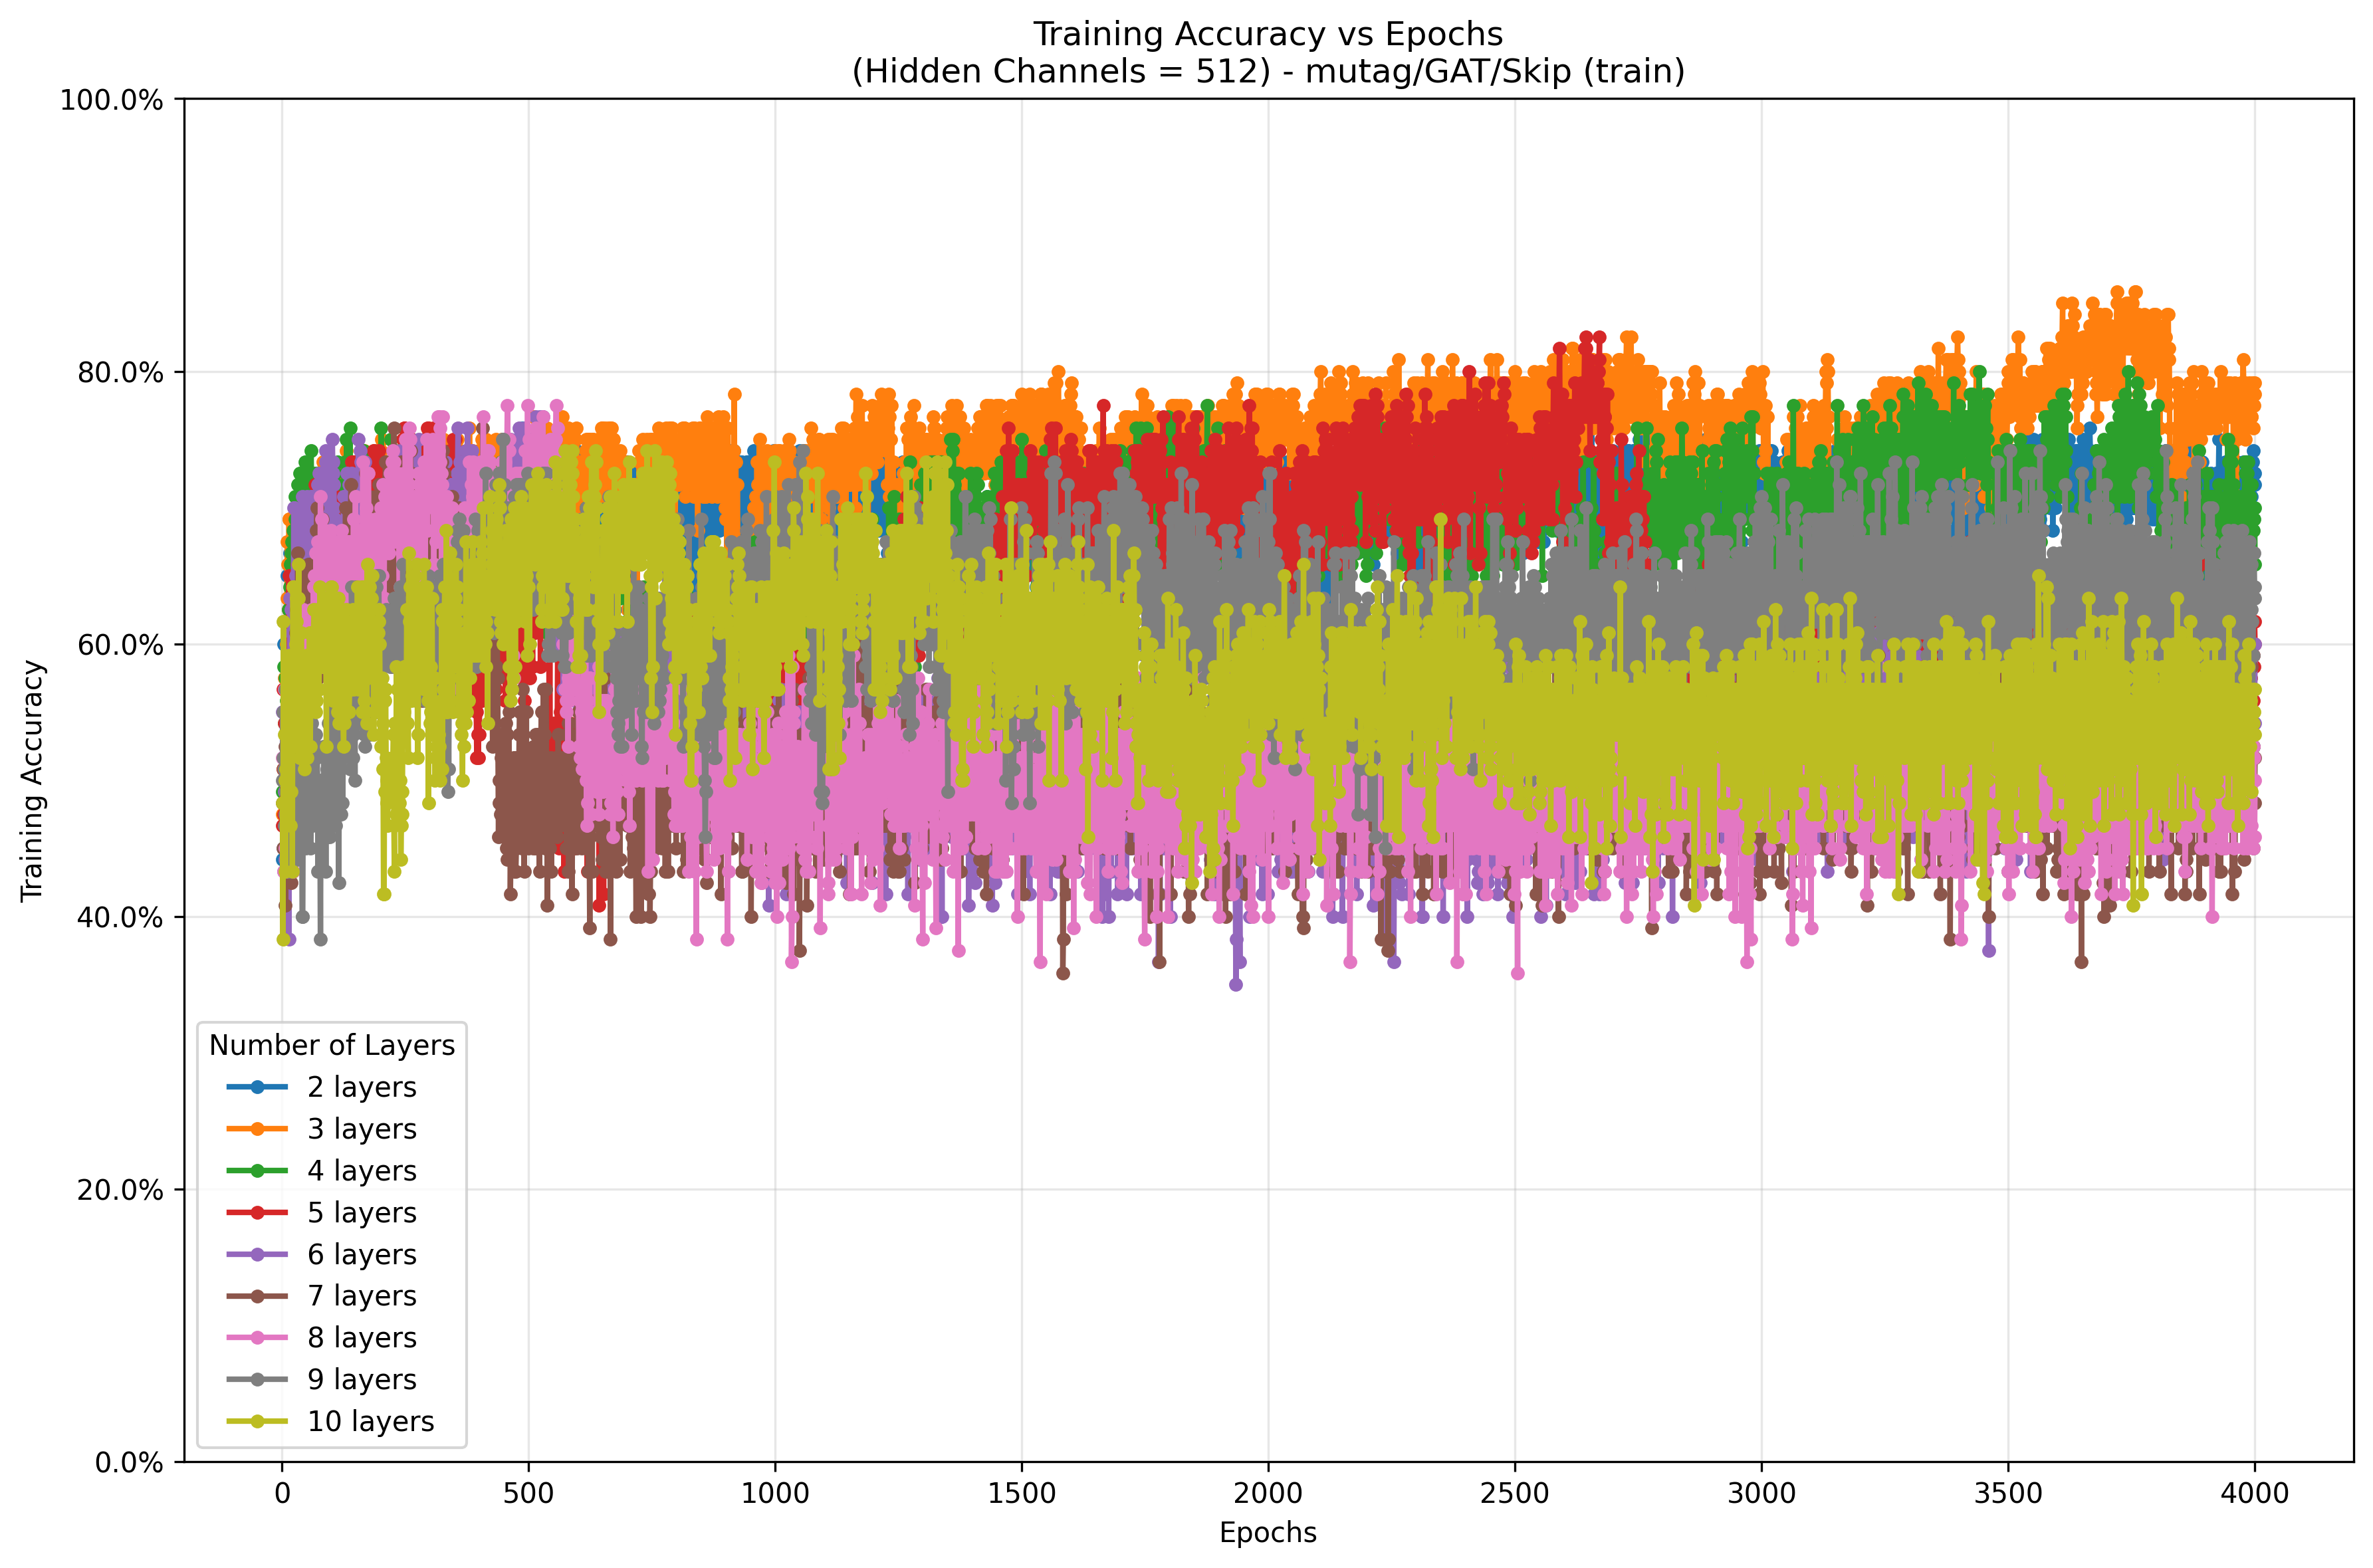 Training Accuracy vs Epochs
(Hidden Channels = 512) - mutag/GAT/Skip (train)
100.0%
80.0%
60.0%
40.0%
20.0%
0.0%
Training Accuracy
Number of Layers
2 layers
3 layers
4 layers
5 layers
6 layers
7 layers
8 layers
9 layers
10 layers
0 500 1000 1500 2000 2500 3000 3500 4000
Epochs